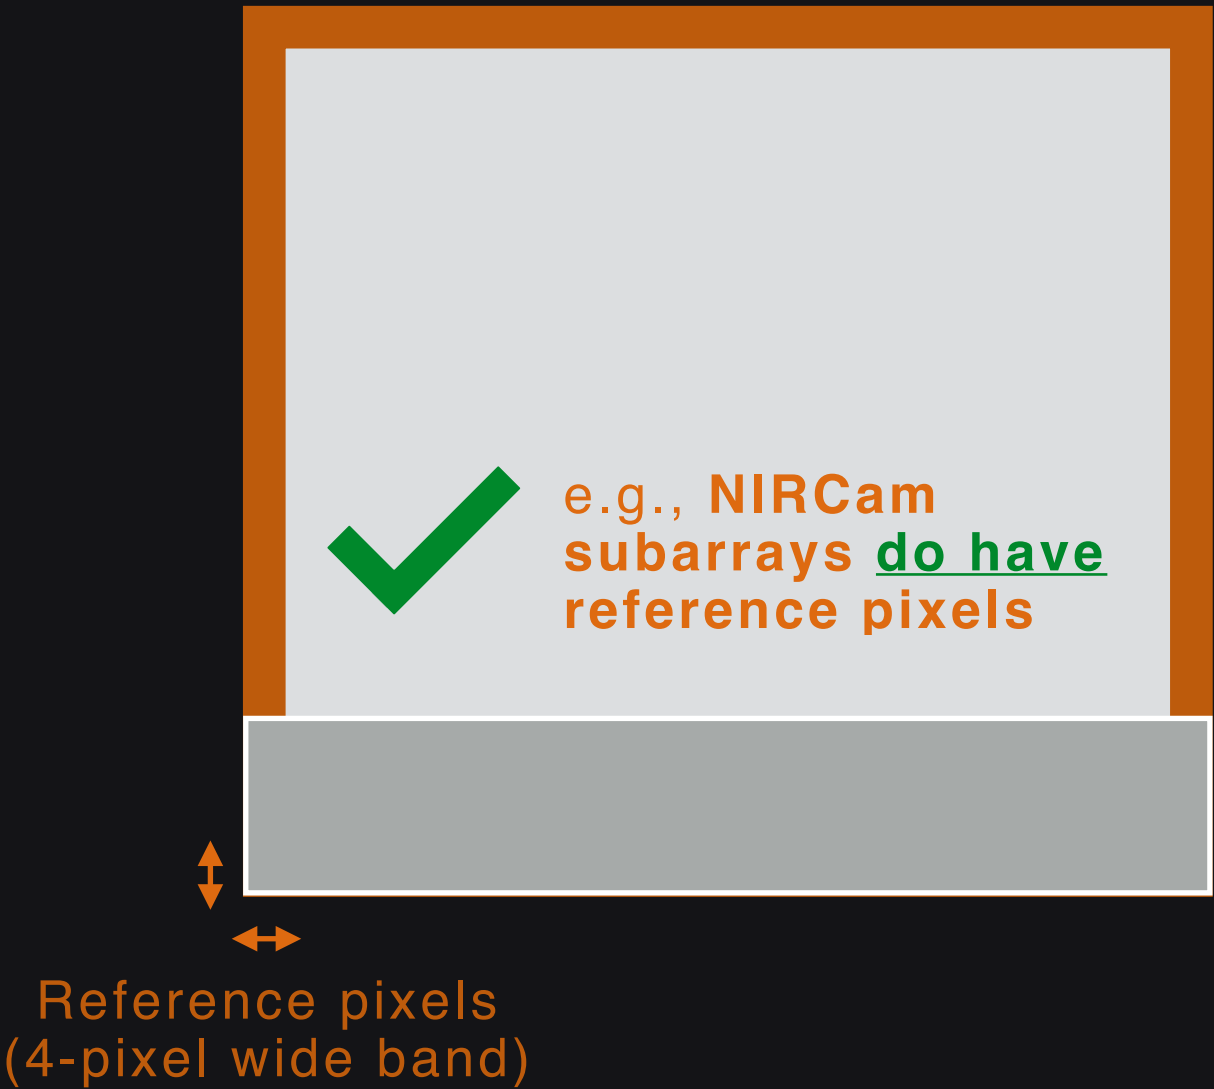 e.g., NIRCam
subarrays do have
reference pixels
Reference pixels
(4-pixel wide band)